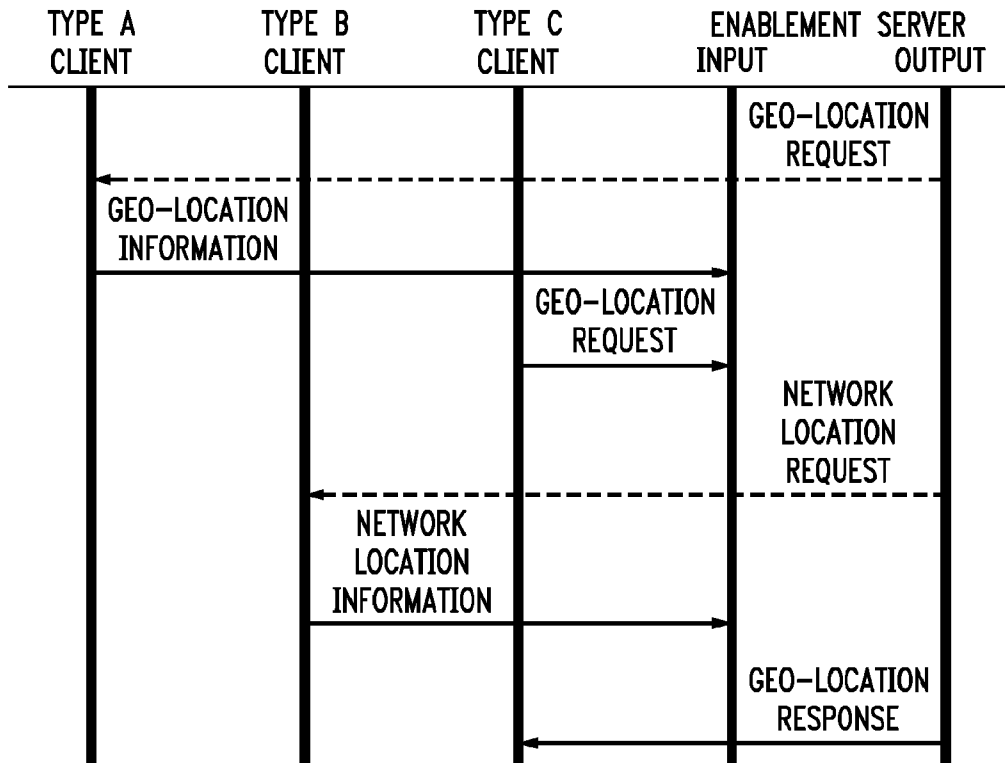 TYPE A
CLIENT
TYPE B
CLIENT
TYPE C
CLIENT
ENABLEMENT SERVER
INPUT
OUTPUT
GEO-LOCATION
REQUEST
GEO-LOCATION
INFORMATION
GEO-LOCATION
REQUEST
NETWORK
LOCATION
REQUEST
NETWORK
LOCATION
INFORMATION
GEO-LOCATION
RESPONSE